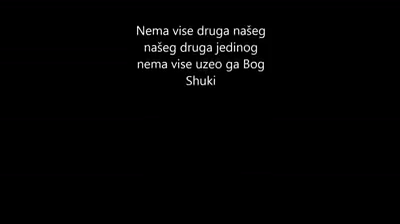 Nema vise druga našeg
našeg druga jedinog
nema vise uzeo ga Bog
Shuki